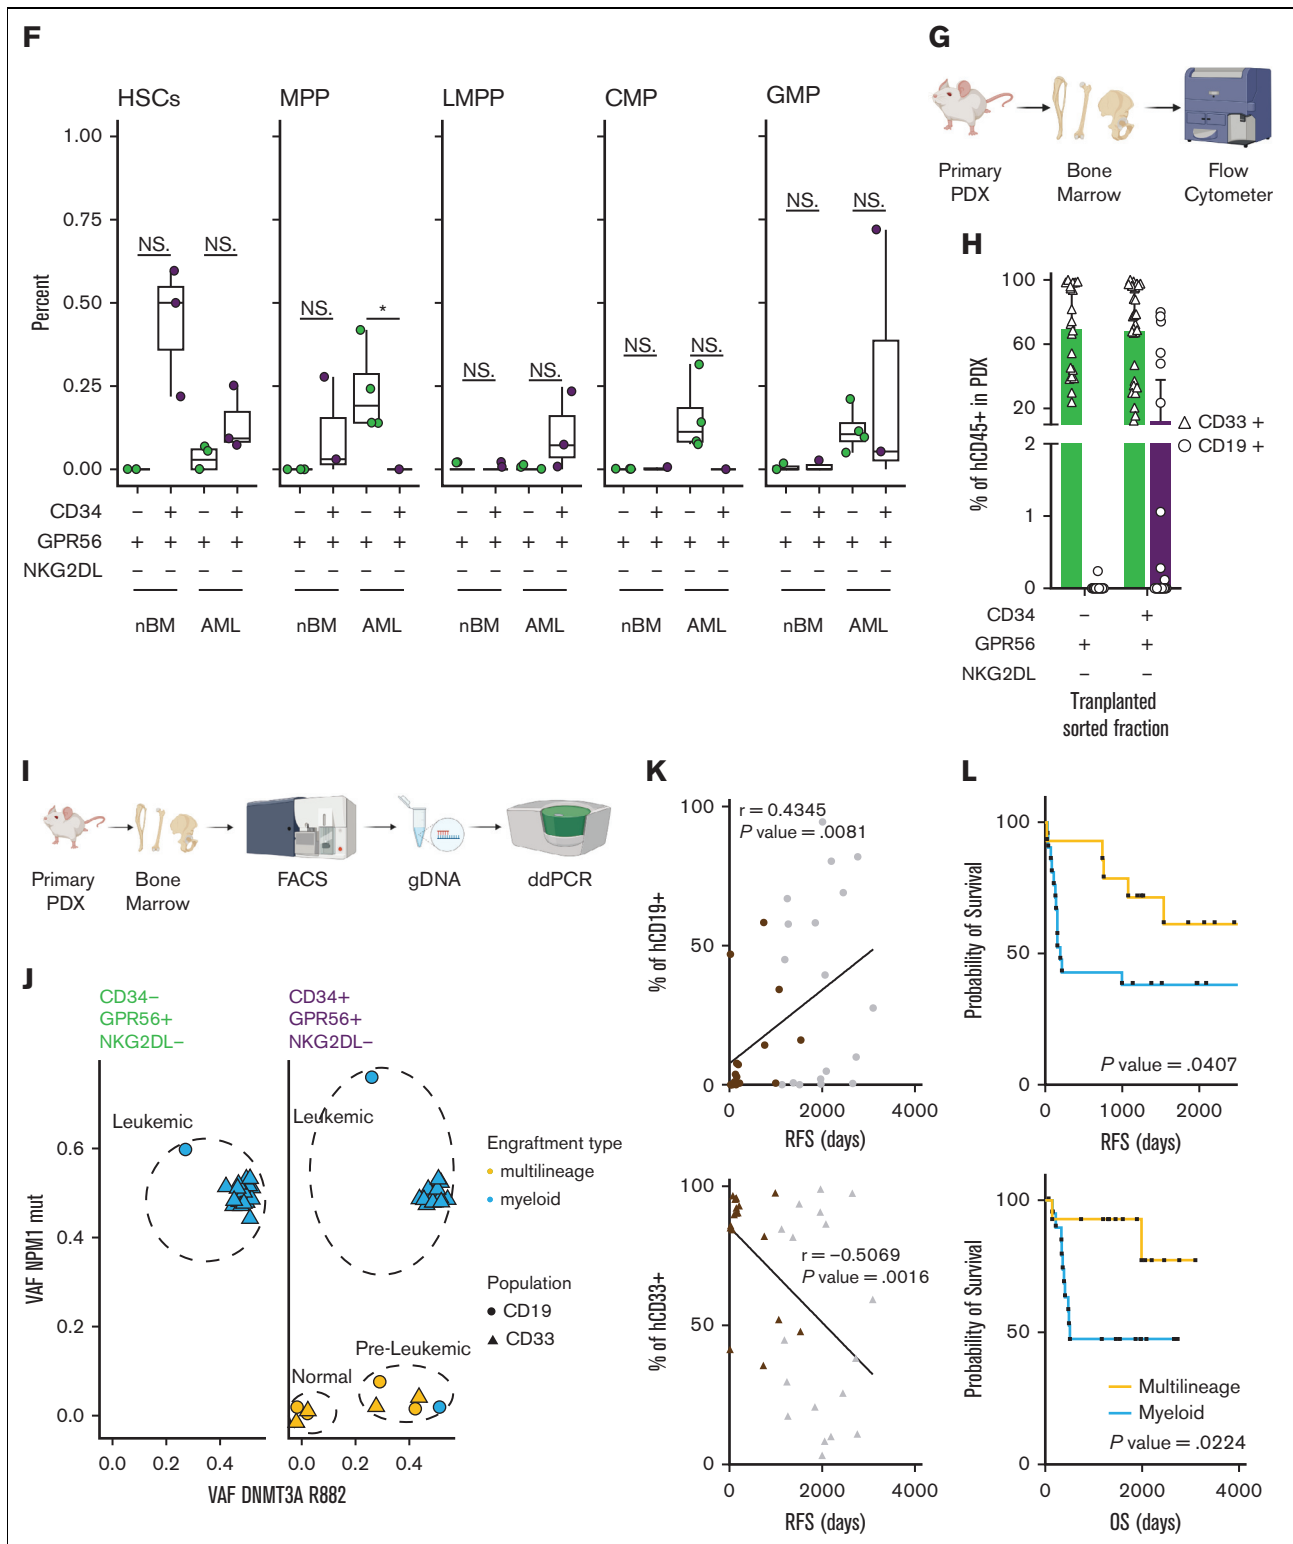 F
HSCs
MPP
LMPP
CMP
GMP
Percent
1.00
0.75
0.50
0.25
0.00
NS.
NS.
NS.
*
NS.
NS.
NS.
NS.
NS.
NS.
CD34 − + − + − + − + − + − + − + − + − + − +
GPR56 + + + + + + + + + + + + + + + + + + + +
NKG2DL − − − − − − − − − − − − − − − − − − − −
nBM AML nBM AML nBM AML nBM AML nBM AML
G
Primary
PDX
Bone
Marrow
Flow
Cytometer
H
% of hCD45+ in PDX
100
60
20
2
1
0
CD33 +
CD19 +
CD34 − +
GPR56 + +
NKG2DL − −
Tranplanted
sorted fraction
I
Primary
PDX
Bone
Marrow
FACS
gDNA
ddPCR
J
CD34−
GPR56+
NKG2DL−
CD34+
GPR56+
NKG2DL−
VAF NPM1 mut
0.6
0.4
0.2
0.0
Leukemic
Leukemic
Normal
Pre-Leukemic
0.0 0.2 0.4
0.0 0.2 0.4
VAF DNMT3A R882
Engraftment type
multilineage
myeloid
Population
CD19
CD33
K
% of hCD19+
100
50
0
r = 0.4345
P value = .0081
0 2000 4000
RFS (days)
% of hCD33+
100
50
0
r = −0.5069
P value = .0016
0 2000 4000
RFS (days)
L
Probability of Survival
100
50
0
P value = .0407
0 1000 2000
RFS (days)
Probability of Survival
100
50
0
Multilineage
Myeloid
P value = .0224
0 2000 4000
OS (days)